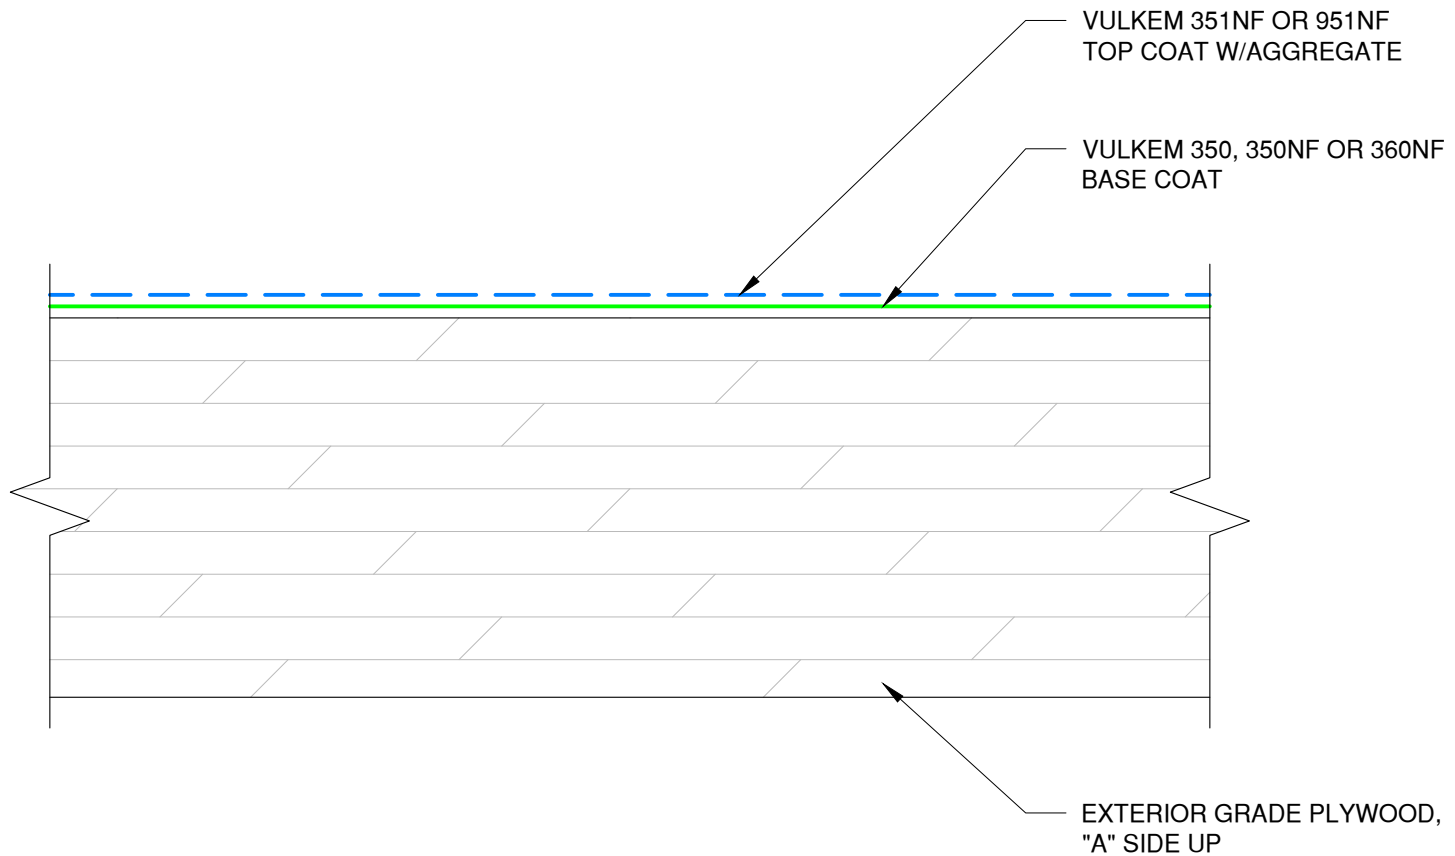 VULKEM 351NF OR 951NF
TOP COAT W/AGGREGATE
VULKEM 350, 350NF OR 360NF
BASE COAT
EXTERIOR GRADE PLYWOOD,
"A" SIDE UP